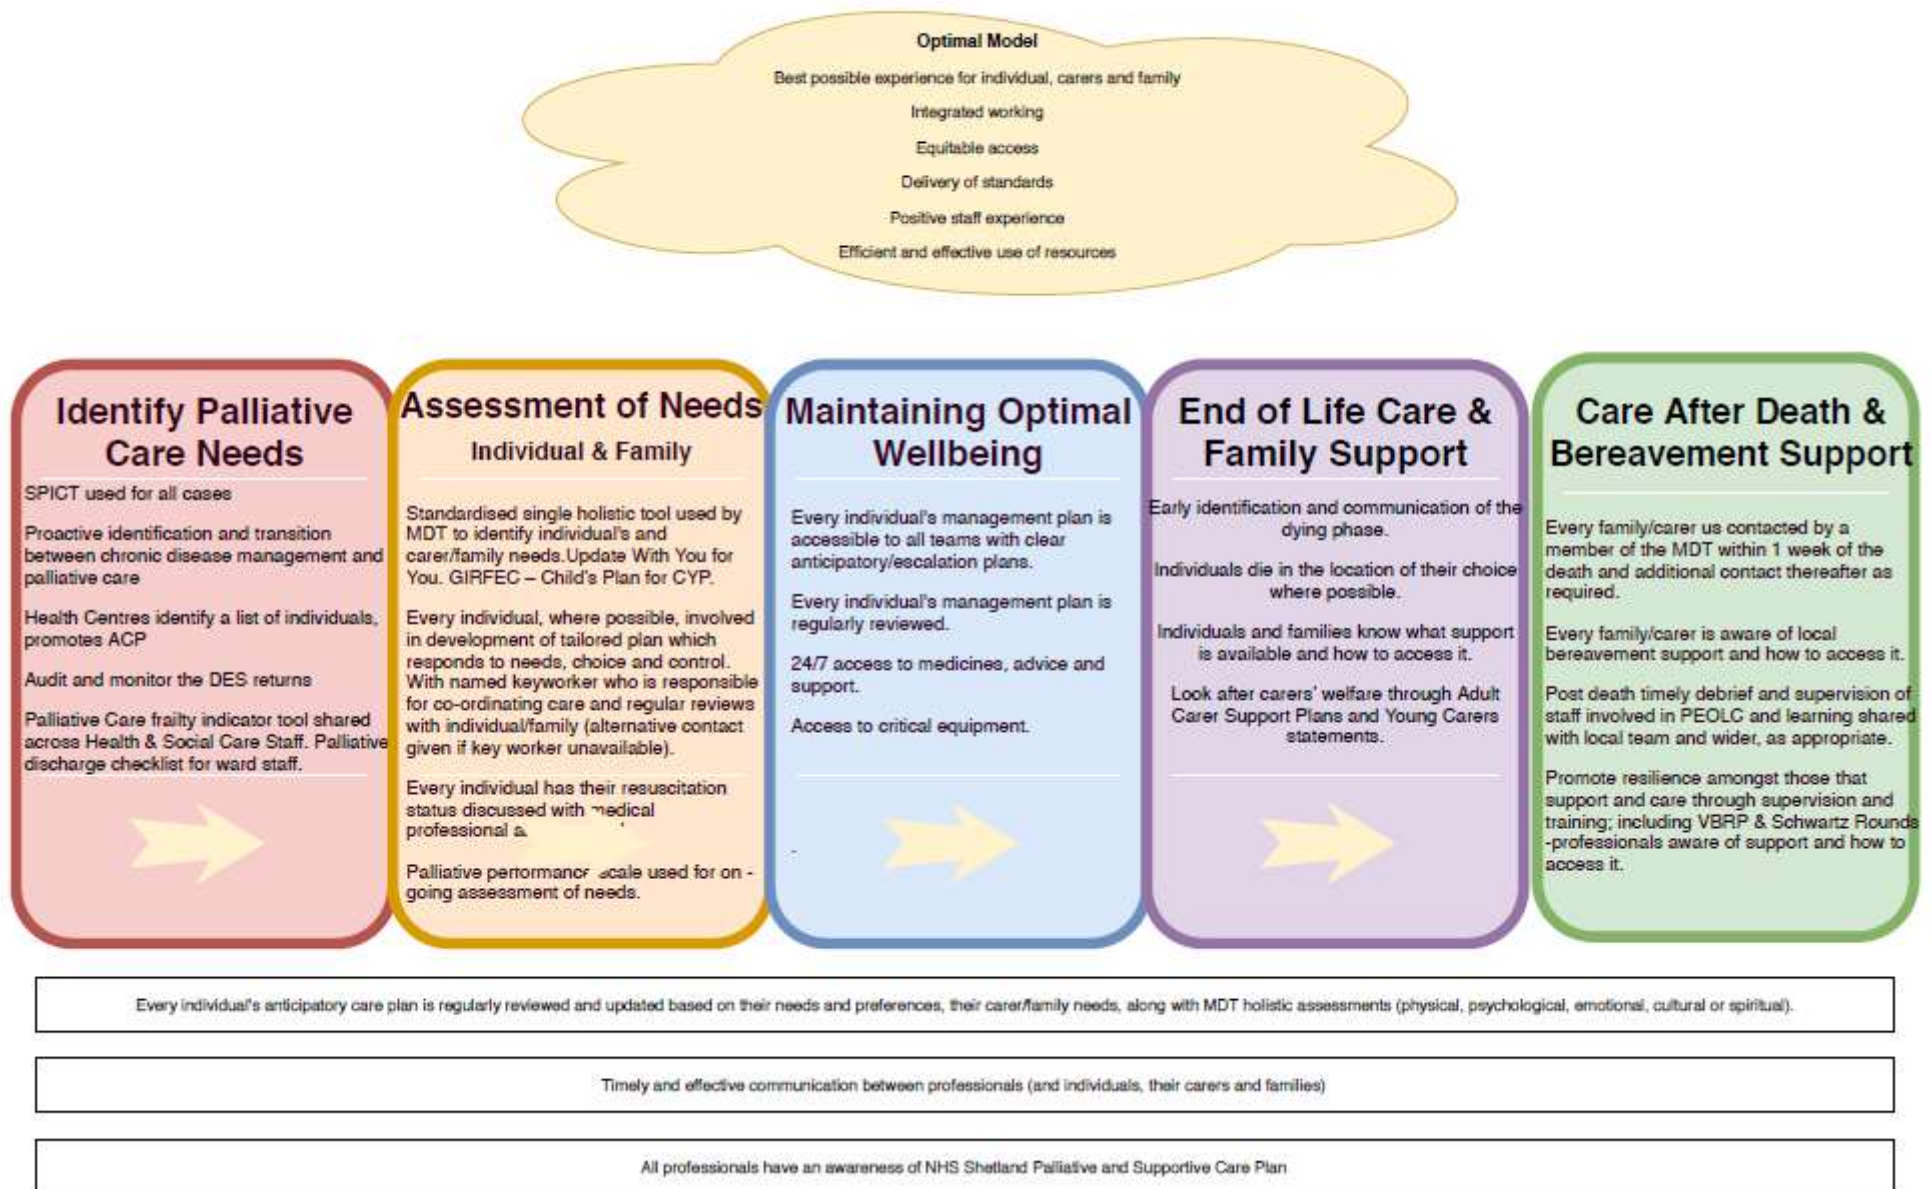 Optimal Model
Best possible experience for individual, carers and family
Integrated working
Equitable access
Delivery of standards
Positive staff experience
Efficient and effective use of resources
Identify Palliative
Care Needs
SPICT used for all cases
Proactive identification and transition
between chronic disease management and
palliative care
Health Centres identify a list of individuals,
promotes ACP
Audit and monitor the DES returns
Palliative Care frailty indicator tool shared
across Health & Social Care Staff. Palliative
discharge checklist for ward staff.
Assessment of Needs
Individual & Family
Standardised single holistic tool used by
MDT to identify individual's and
carer/family needs.Update With You for
You. GIRFEC – Child's Plan for CYP.
Every individual, where possible, involved
in development of tailored plan which
responds to needs, choice and control.
With named keyworker who is responsible
for co-ordinating care and regular reviews
with individual/family (alternative contact
given if key worker unavailable).
Every individual has their resuscitation
status discussed with medical
professional
Palliative performance scale used for on -
going assessment of needs.
Maintaining Optimal
Wellbeing
Every individual's management plan is
accessible to all teams with clear
anticipatory/escalation plans.
Every individual's management plan is
regularly reviewed.
24/7 access to medicines, advice and
support.
Access to critical equipment.
.
End of Life Care &
Family Support
Early identification and communication of the
dying phase.
Individuals die in the location of their choice
where possible.
Individuals and families know what support
is available and how to access it.
Look after carers' welfare through Adult
Carer Support Plans and Young Carers
statements.
Care After Death &
Bereavement Support
Every family/carer us contacted by a
member of the MDT within 1 week of the
death and additional contact thereafter as
required.
Every family/carer is aware of local
bereavement support and how to access it.
Post death timely debrief and supervision of
staff involved in PEOLC and learning shared
with local team and wider, as appropriate.
Promote resilience amongst those that
support and care through supervision and
training; including VBRP & Schwartz Rounds
-professionals aware of support and how to
access it.
Every individual's anticipatory care plan is regularly reviewed and updated based on their needs and preferences, their carer/family needs, along with MDT holistic assessments (physical, psychological, emotional, cultural or spiritual).
Timely and effective communication between professionals (and individuals, their carers and families)
All professionals have an awareness of NHS Shetland Palliative and Supportive Care Plan